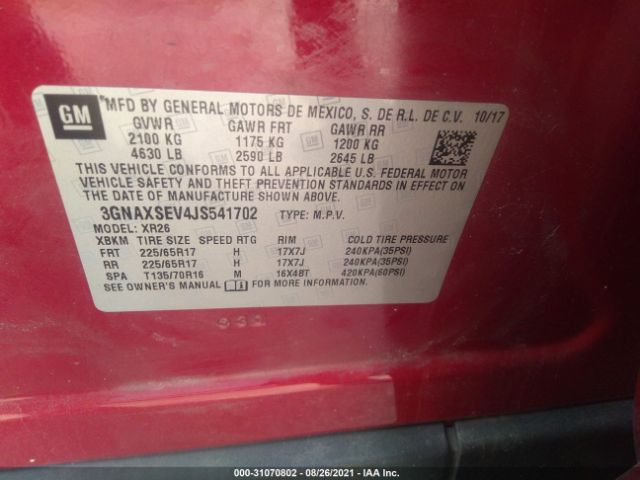 GM
*MFD BY GENERAL MOTORS DE MEXICO, S. DE R.L. DE C.V. 10/17
GVWR GAWR FRT GAWR RR
2100 KG 1175 KG 1200 KG
4630 LB 2590 LB 2645 LB
THIS VEHICLE CONFORMS TO ALL APPLICABLE U.S. FEDERAL MOTOR
VEHICLE SAFETY AND THEFT PREVENTION STANDARDS IN EFFECT ON THE DATE OF MANUFACTURE
SHOWN ABOVE.
3GNAXSEV4JS541702 TYPE: M.P.V.
MODEL: XR26
XBKM TIRE SIZE SPEED RTG RIM COLD TIRE PRESSURE
FRT 225/65R17 H 17X7J 240KPA(35PSI)
RR 225/65R17 H 17X7J 240KPA(35PSI)
SPA T135/70R16 M 16X4BT 420KPA(60PSI)
SEE OWNER'S MANUAL FOR MORE INFORMATION.
000-31070802 - 08/26/2021 - IAA Inc.